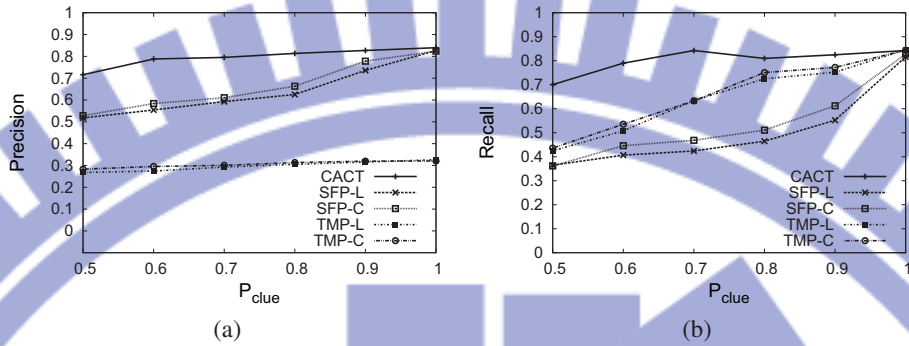 1
0.9
0.8
0.7
0.6
0.5
0.4
0.3
0.2
0.1
0
Precision
CACT
SFP-L
SFP-C
TMP-L
TMP-C
0.5 0.6 0.7 0.8 0.9 1
Pclue
(a)
1
0.9
0.8
0.7
0.6
0.5
0.4
0.3
0.2
0.1
0
Recall
CACT
SFP-L
SFP-C
TMP-L
TMP-C
0.5 0.6 0.7 0.8 0.9 1
Pclue
(b)